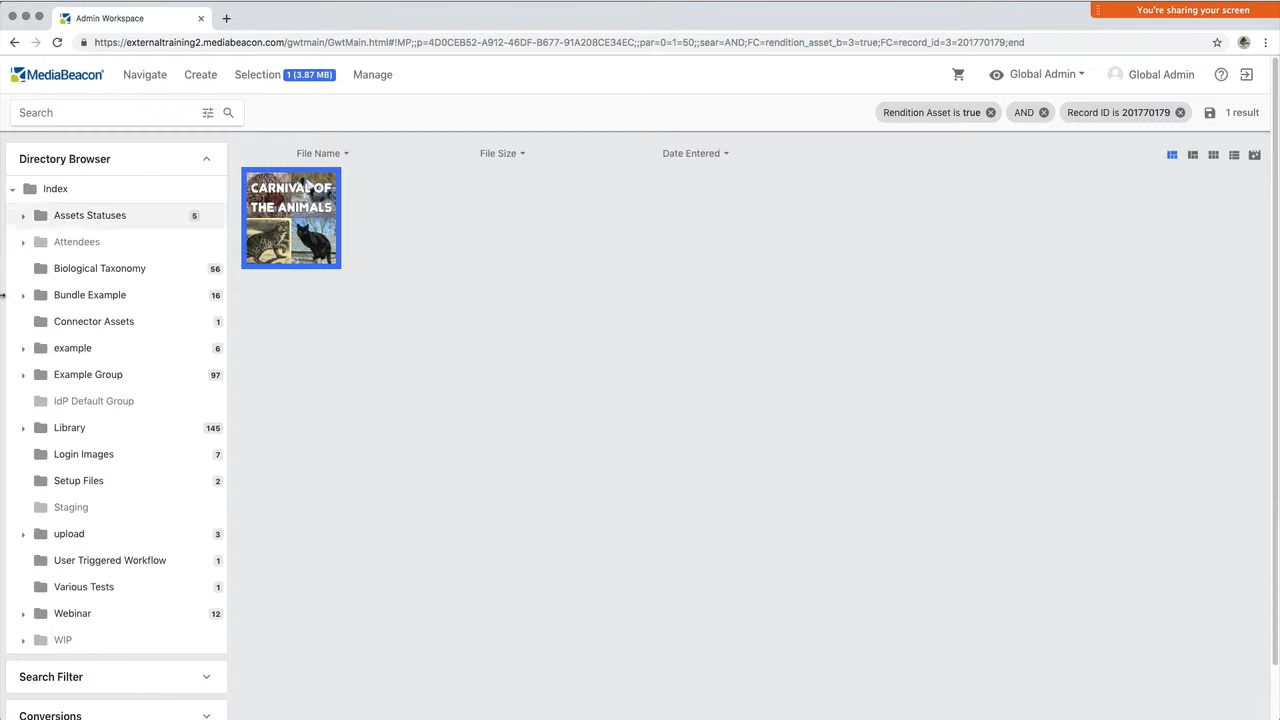 Admin Workspace
You're sharing your screen
https://externaltraining2.mediabeacon.com/gwtmain/GwtMain.html#!MP;;p=4D0CEB52-A912-46DF-B677-91A208CE34EC;;par=0=1=50;;sear=AND;FC=rendition_asset_b=3=true;FC=record_id=3=201770179;end
MediaBeacon Navigate Create Selection 1 (3.87 MB) Manage Global Admin Global Admin
Search Rendition Asset is true AND Record ID is 201770179 1 result
Directory Browser
File Name File Size Date Entered
Index
CARNIVAL OF
THE ANIMALS
Assets Statuses 5
Attendees
Biological Taxonomy 56
Bundle Example 16
Connector Assets 1
example 6
Example Group 97
IdP Default Group
Library 145
Login Images 7
Setup Files 2
Staging
upload 3
User Triggered Workflow 1
Various Tests 1
Webinar 12
WIP
Search Filter
Conversions